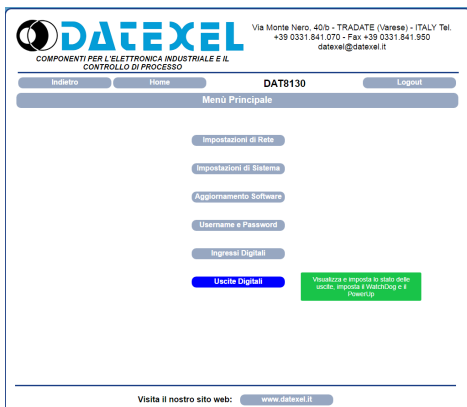 DATEXEL
COMPONENTI PER L'ELETTRONICA INDUSTRIALE E IL
CONTROLLO DI PROCESSO
Via Monte Nero, 40/b - TRADATE (Varese) - ITALY Tel.
+39 0331.841.070 - Fax +39 0331.841.950
datexel@datexel.it
Indietro Home DAT8130 Logout
Menù Principale
Impostazioni di Rete
Impostazioni di Sistema
Aggiornamento Software
Username e Password
Ingressi Digitali
Uscite Digitali
Visualizza e imposta lo stato delle
uscite, imposta il WatchDog e il
PowerUp
Visita il nostro sito web: www.datexel.it